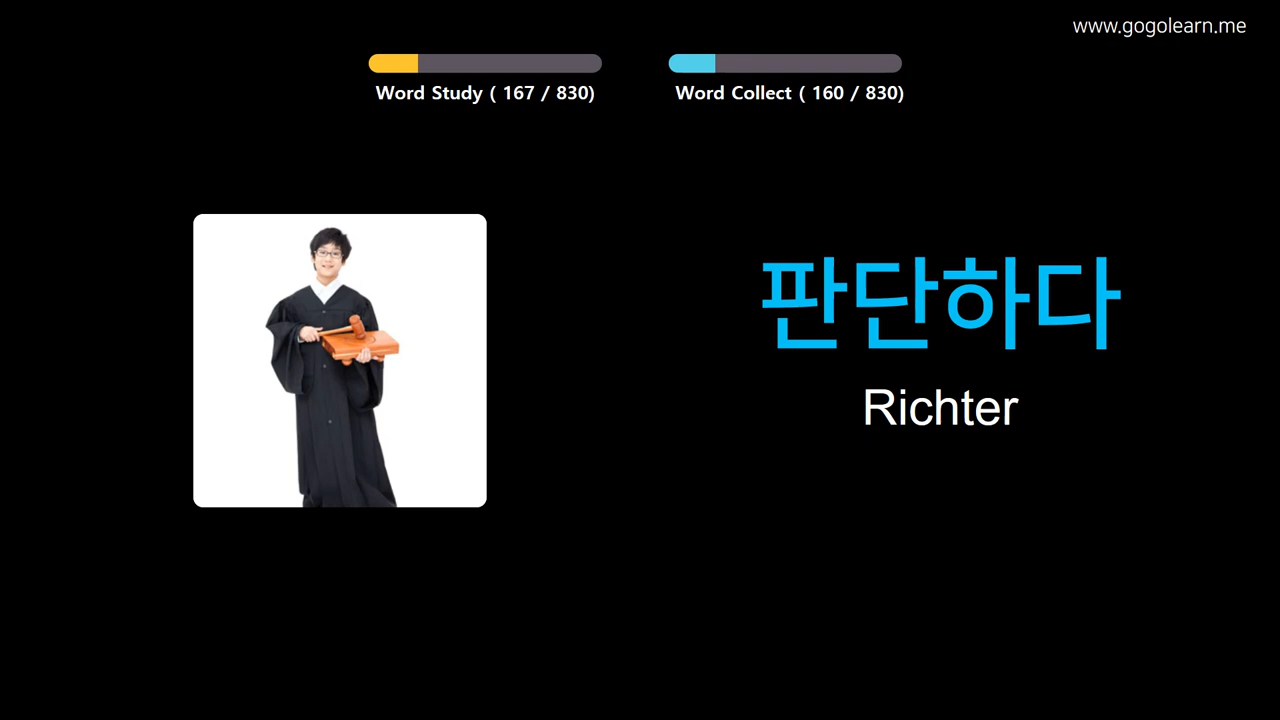 www.gogolearn.me
Word Study ( 167 / 830)
Word Collect ( 160 / 830)
판단하다
Richter